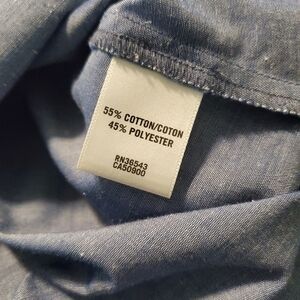 55% COTTON/COTON
45% POLYESTER
RN36543
CA50900